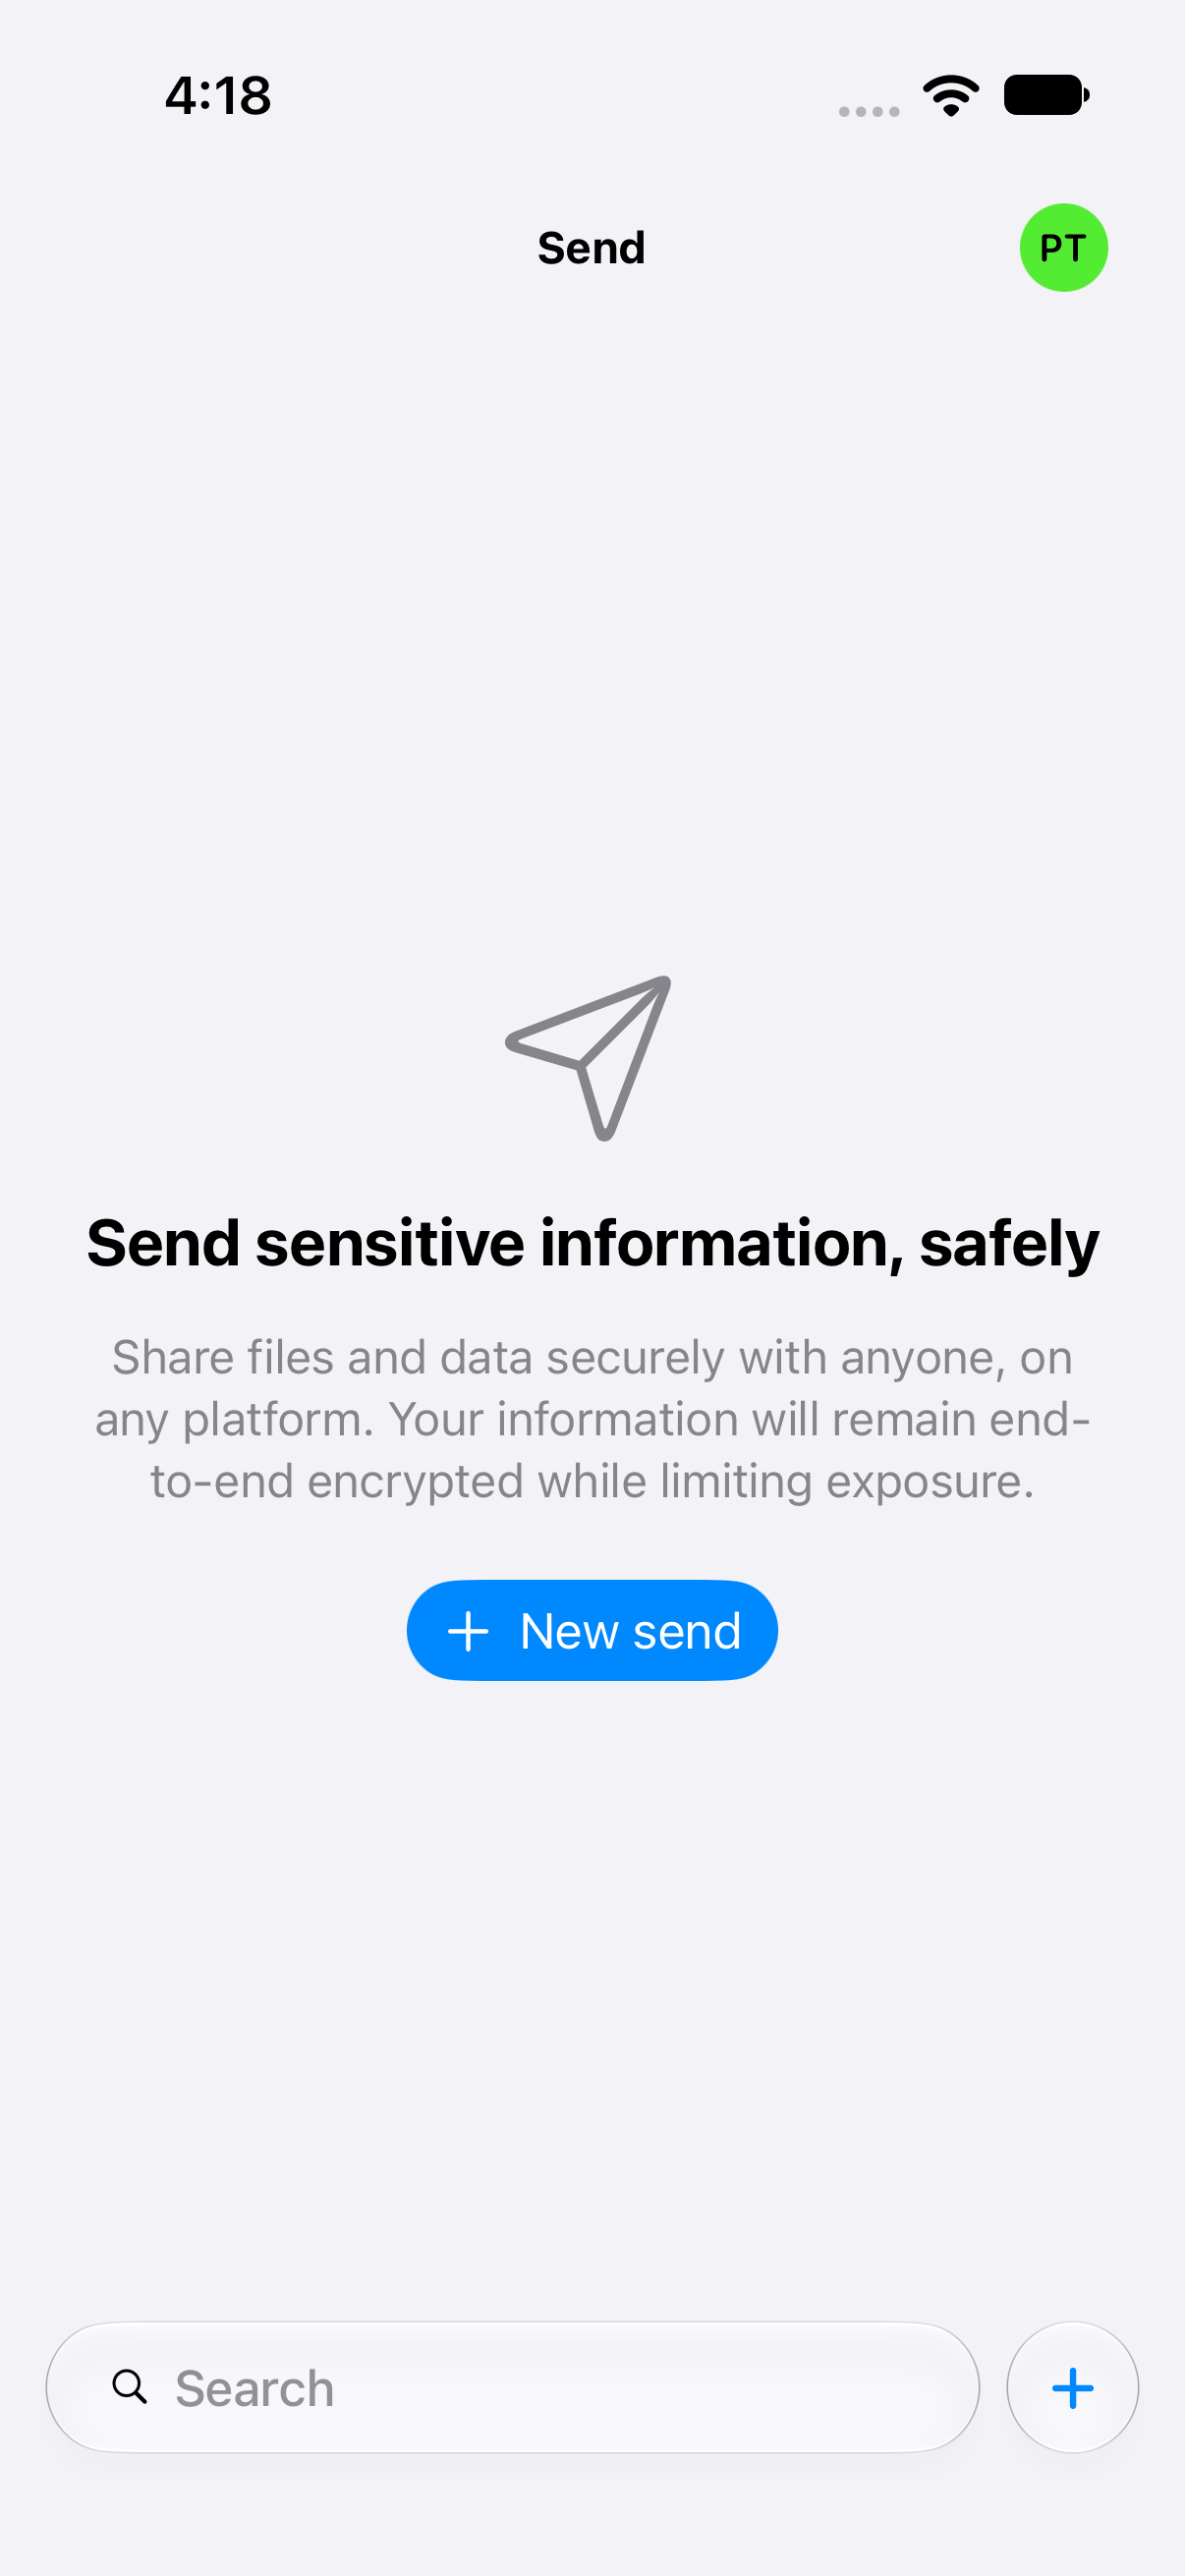 4:18
Send
PT
Send sensitive information, safely
Share files and data securely with anyone, on
any platform. Your information will remain end-
to-end encrypted while limiting exposure.
New send
Search